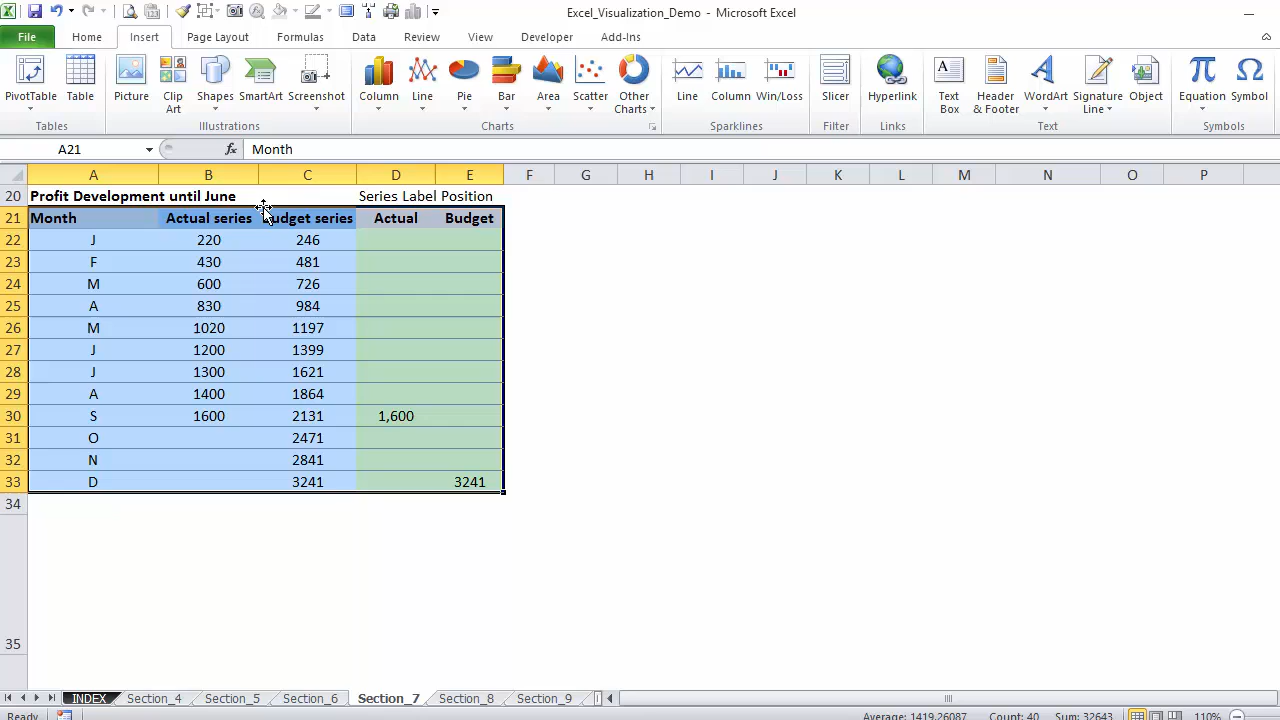 Excel_Visualization_Demo - Microsoft Excel
File Home Insert Page Layout Formulas Data Review View Developer Add-Ins
PivotTable Table Picture Clip Art Shapes SmartArt Screenshot Column Line Pie Bar Area Scatter Other Charts Line Column Win/Loss Slicer Hyperlink Text Box Header & Footer WordArt Signature Line Object Equation Symbol
Tables Illustrations Charts Sparklines Filter Links Text Symbols
A21 fx Month
A B C D E F G H I J K L M N O P
20 Profit Development until June Series Label Position
21 Month Actual series udget series Actual Budget
22 J 220 246
23 F 430 481
24 M 600 726
25 A 830 984
26 M 1020 1197
27 J 1200 1399
28 J 1300 1621
29 A 1400 1864
30 S 1600 2131 1,600
31 O 2471
32 N 2841
33 D 3241 3241
34
35
INDEX Section_4 Section_5 Section_6 Section_7 Section_8 Section_9
Ready Average: 1419.26087 Count: 40 Sum: 32643 110%